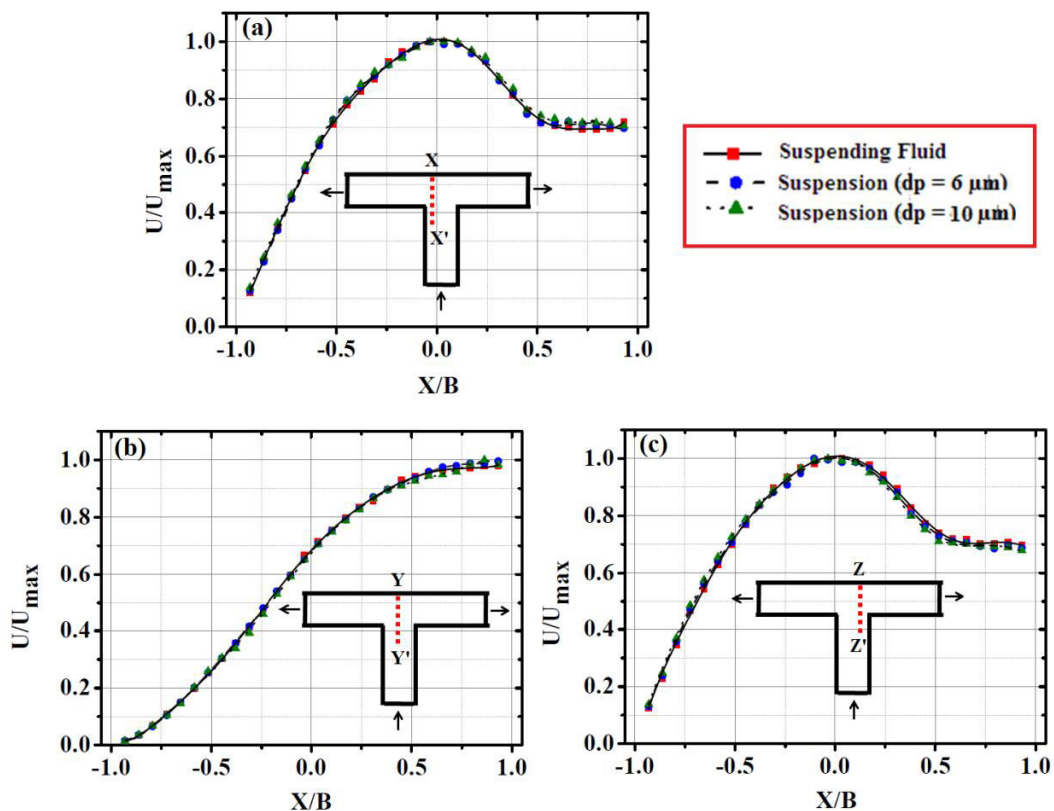 (a)
U/Umax
1.0
0.8
0.6
0.4
0.2
0.0
X
X'
-1.0 -0.5 0.0 0.5 1.0
X/B
Suspending Fluid
Suspension (dp = 6 μm)
Suspension (dp = 10 μm)
(b)
U/Umax
1.0
0.8
0.6
0.4
0.2
0.0
Y
Y'
-1.0 -0.5 0.0 0.5 1.0
X/B
(c)
U/Umax
1.0
0.8
0.6
0.4
0.2
0.0
Z
Z'
-1.0 -0.5 0.0 0.5 1.0
X/B